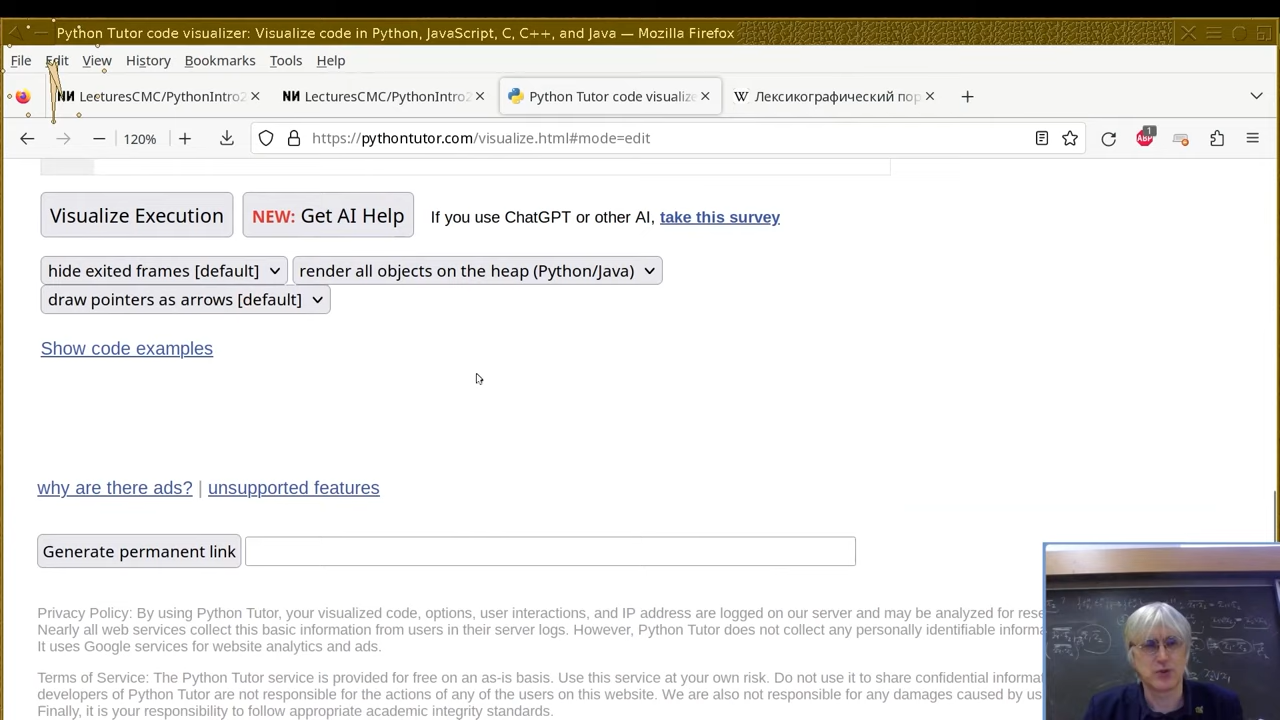 Python Tutor code visualizer: Visualize code in Python, JavaScript, C, C++, and Java — Mozilla Firefox
File Edit View History Bookmarks Tools Help
LecturesCMC/PythonIntro2 LecturesCMC/PythonIntro2 Python Tutor code visualize W Лексикографический пор
120% https://pythontutor.com/visualize.html#mode=edit ABP 1
Visualize Execution NEW: Get AI Help If you use ChatGPT or other AI, take this survey
hide exited frames [default] render all objects on the heap (Python/Java)
draw pointers as arrows [default]
Show code examples
why are there ads? | unsupported features
Generate permanent link
Privacy Policy: By using Python Tutor, your visualized code, options, user interactions, and IP address are logged on our server and may be analyzed for rese
Nearly all web services collect this basic information from users in their server logs. However, Python Tutor does not collect any personally identifiable informa
It uses Google services for website analytics and ads.
Terms of Service: The Python Tutor service is provided for free on an as-is basis. Use this service at your own risk. Do not use it to share confidential informat
developers of Python Tutor are not responsible for the actions of any of the users on this website. We are also not responsible for any damages caused by us
Finally, it is your responsibility to follow appropriate academic integrity standards.